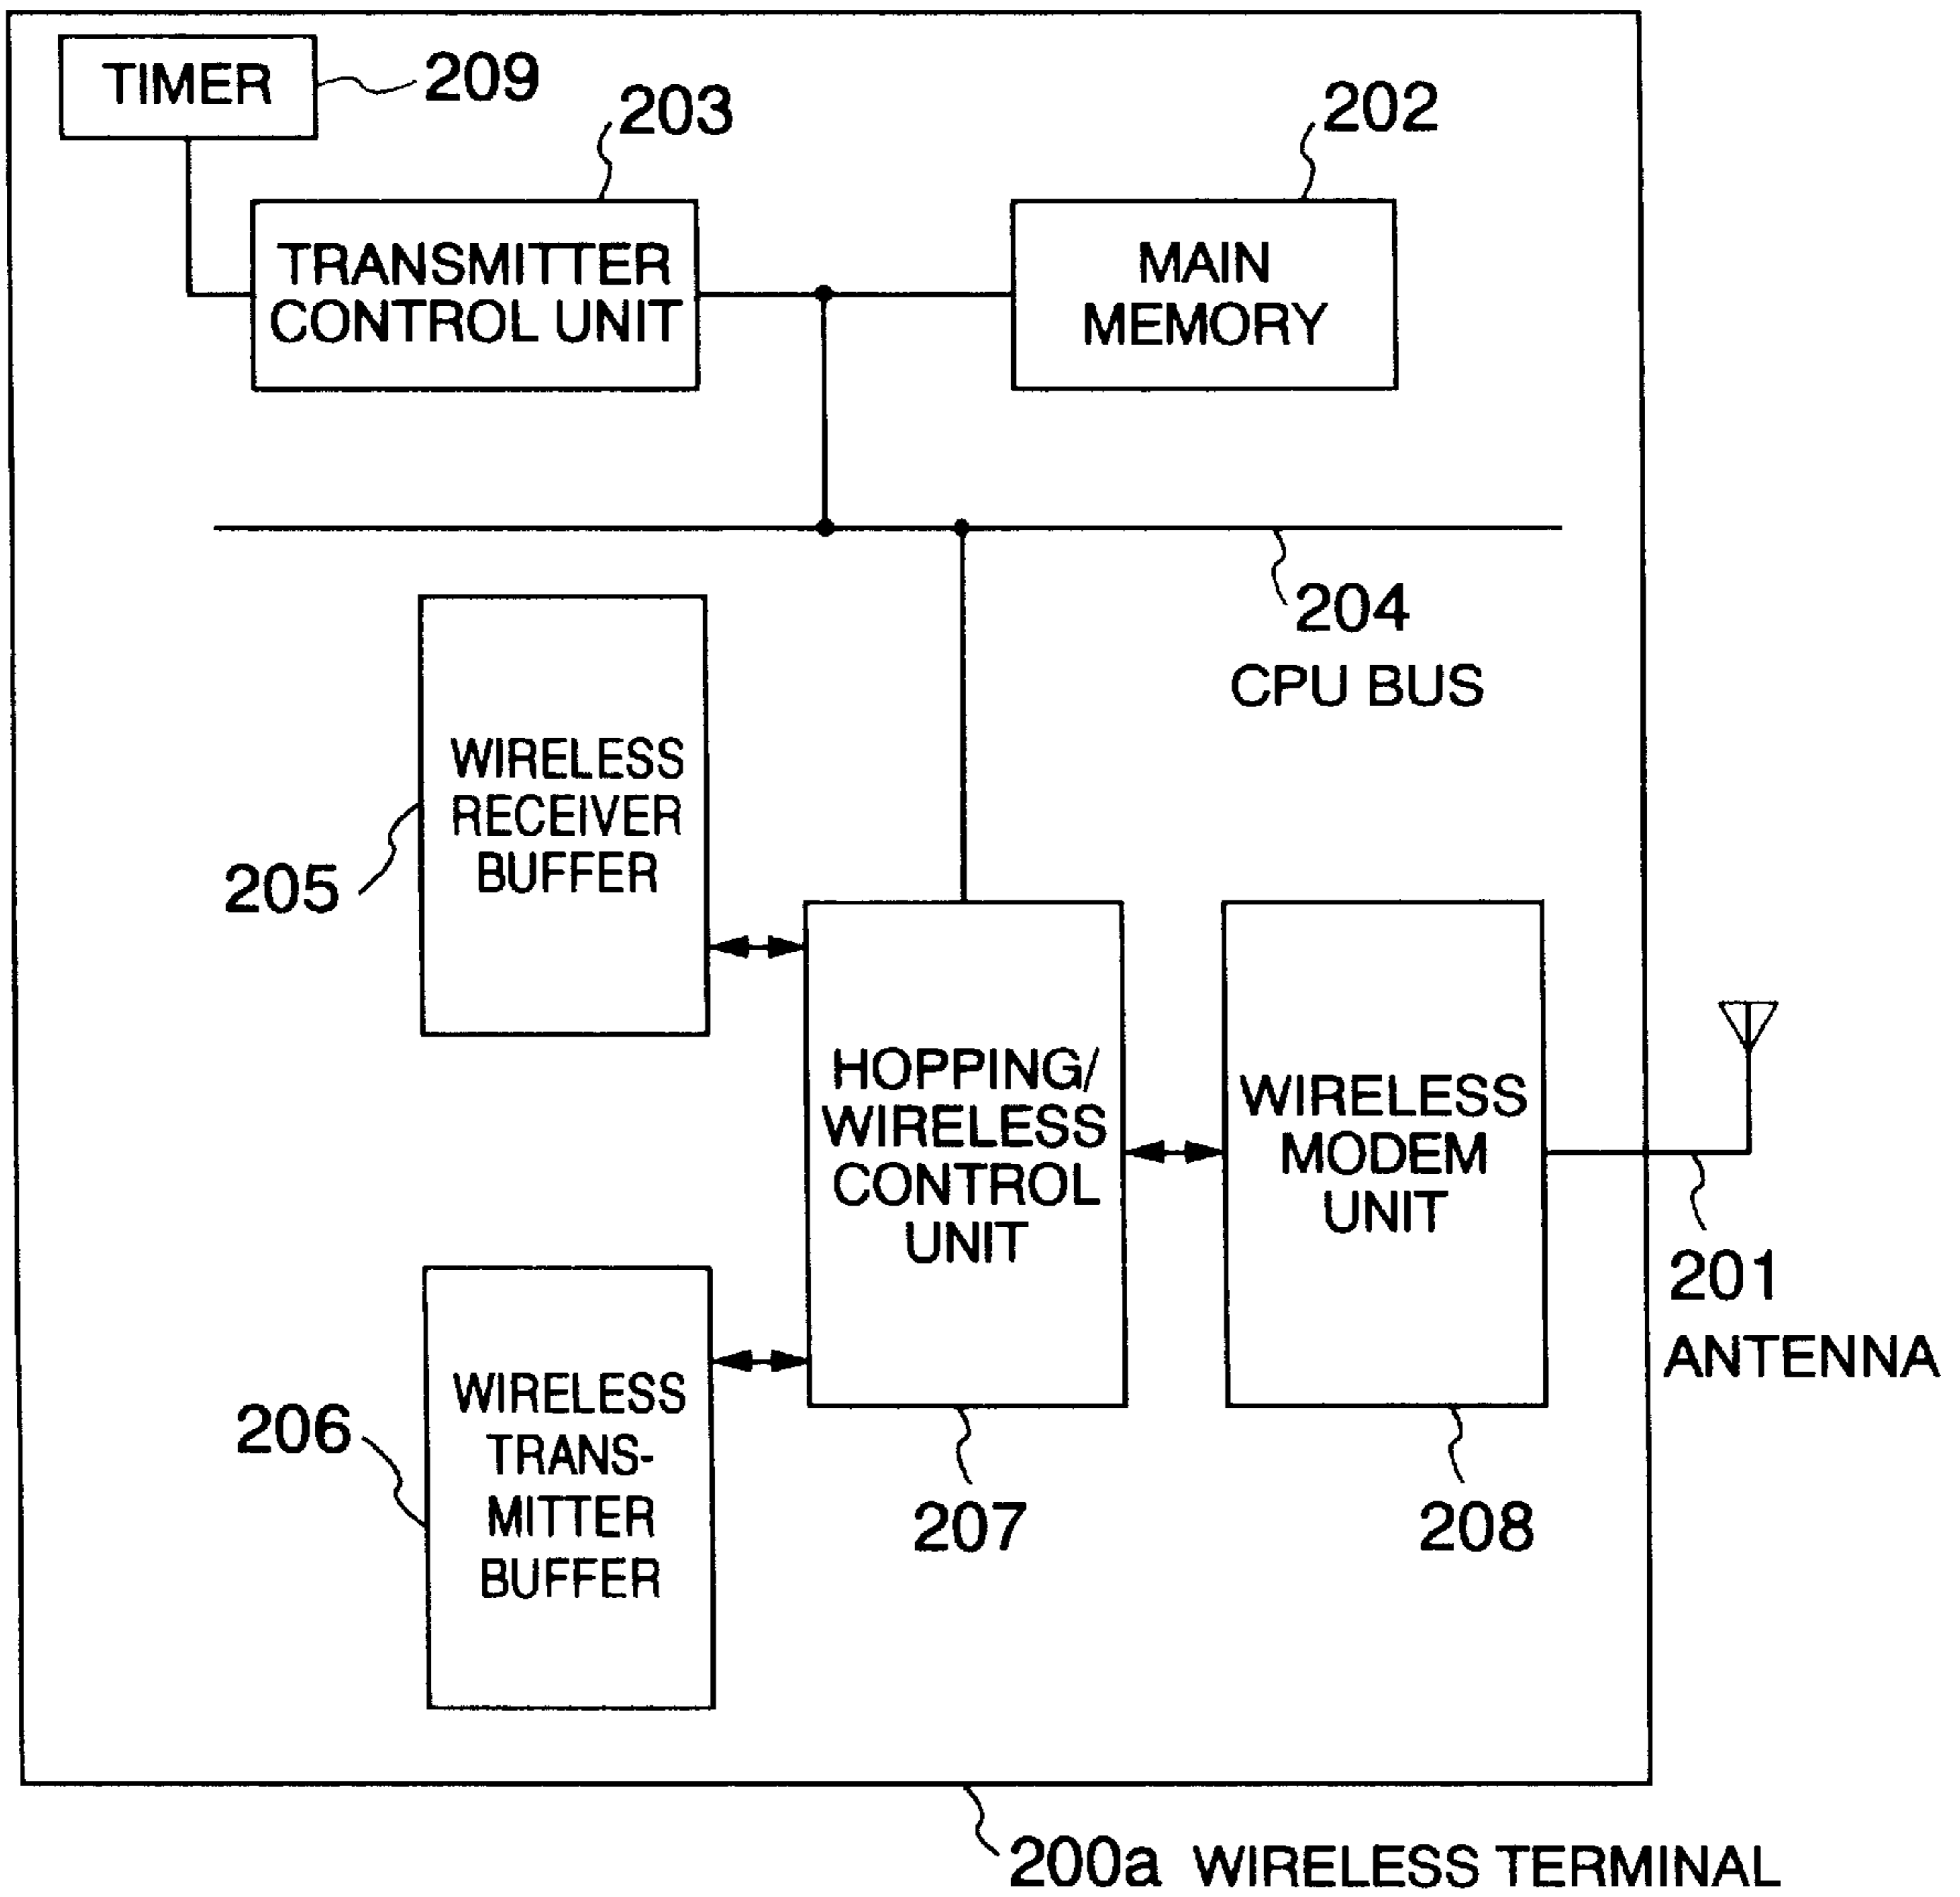 TIMER
209
203
202
TRANSMITTER
CONTROL UNIT
MAIN
MEMORY
204
CPU BUS
WIRELESS
RECEIVER
BUFFER
205
HOPPING/
WIRELESS
CONTROL
UNIT
WIRELESS
MODEM
UNIT
201
ANTENNA
WIRELESS
TRANS-
MITTER
BUFFER
206
207
208
200a WIRELESS TERMINAL